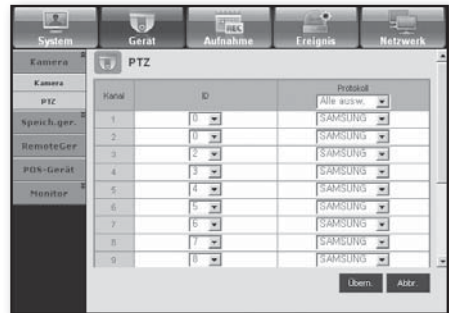 System Gerät Aufnahme Ereignis Netzwerk
Kamera
Kamera
PTZ
Speich.ger.
RemoteGer
POS-Gerät
Monitor
PTZ
Kanal ID Protokoll
Alle ausw.
1 0 SAMSUNG
2 0 SAMSUNG
3 2 SAMSUNG
4 3 SAMSUNG
5 4 SAMSUNG
6 5 SAMSUNG
7 6 SAMSUNG
8 7 SAMSUNG
9 8 SAMSUNG
Übern. Abbr.